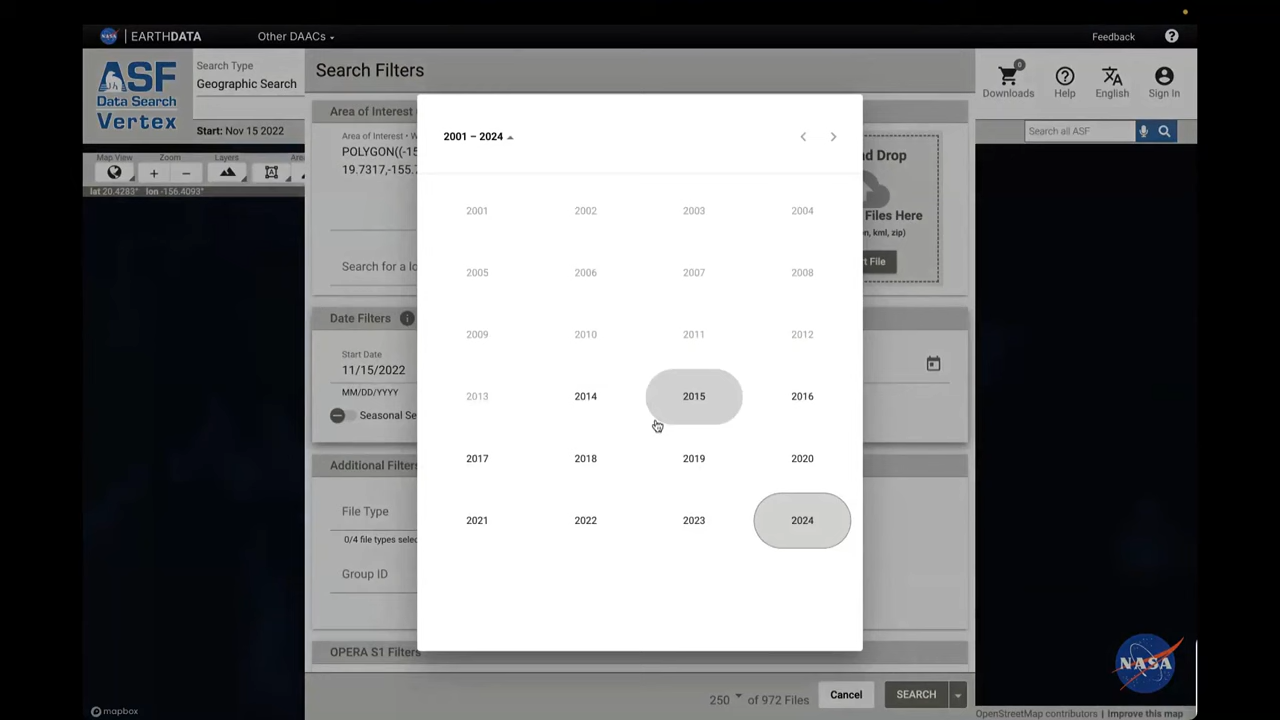 EARTHDATA
Other DAACs
Feedback
?
ASF
Data Search
Vertex
Search Type
Geographic Search
Start: Nov 15 2022
Search Filters
0
Downloads
Help
English
Sign In
Search all ASF
Map View
Zoom
Layers
lat 20.4283° lon -156.4093°
Area of Interest
Area of Interest • W
POLYGON((-15
19.7317,-155.7
Search for a lo
nd Drop
Files Here
n, kml, zip)
t File
2001 – 2024
2001 2002 2003 2004
2005 2006 2007 2008
2009 2010 2011 2012
2013 2014 2015 2016
2017 2018 2019 2020
2021 2022 2023 2024
Date Filters
Start Date
11/15/2022
MM/DD/YYYY
Seasonal Se
Additional Filters
File Type
0/4 file types selec
Group ID
OPERA S1 Filters
250 of 972 Files
Cancel
SEARCH
NASA
mapbox
OpenStreetMap contributors | Improve this map